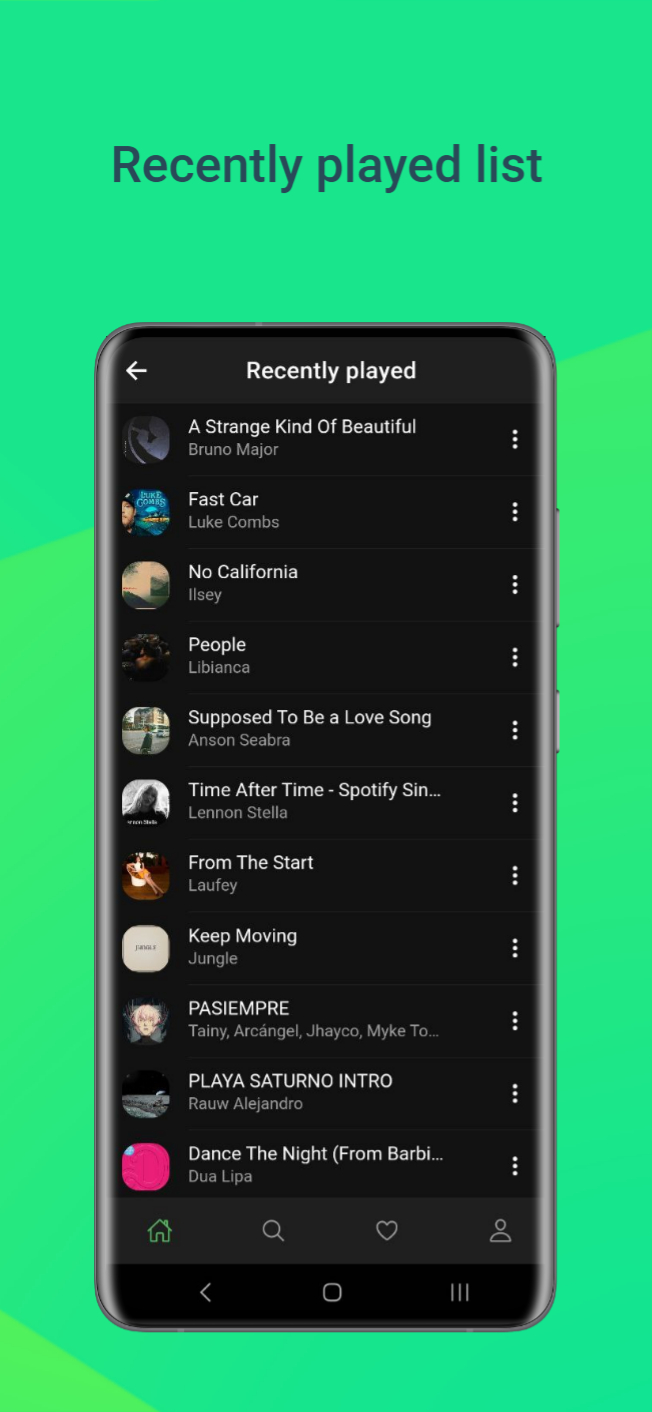 Recently played list
Recently played
A Strange Kind Of Beautiful
Bruno Major
LUKE
COMBS
Fast Car
Luke Combs
No California
Ilsey
People
Libianca
Supposed To Be a Love Song
Anson Seabra
Time After Time - Spotify Sin...
Lennon Stella
From The Start
Laufey
JUNGLE
Keep Moving
Jungle
PASIEMPRE
Tainy, Arcángel, Jhayco, Myke To...
PLAYA SATURNO INTRO
Rauw Alejandro
Dance The Night (From Barbi...
Dua Lipa